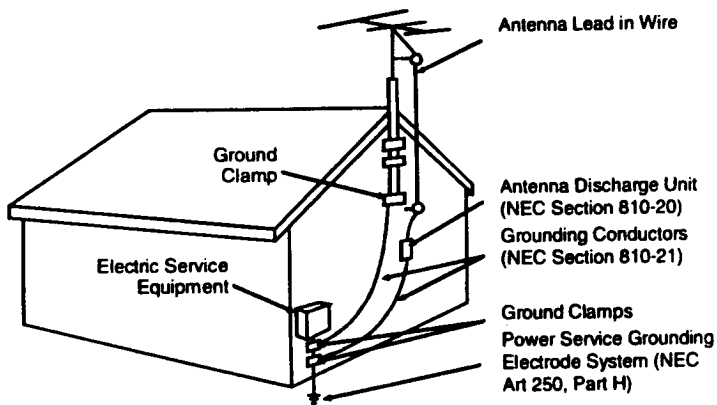 Antenna Lead in Wire
Ground
Clamp
Antenna Discharge Unit
(NEC Section 810-20)
Grounding Conductors
(NEC Section 810-21)
Electric Service
Equipment
Ground Clamps
Power Service Grounding
Electrode System (NEC
Art 250, Part H)